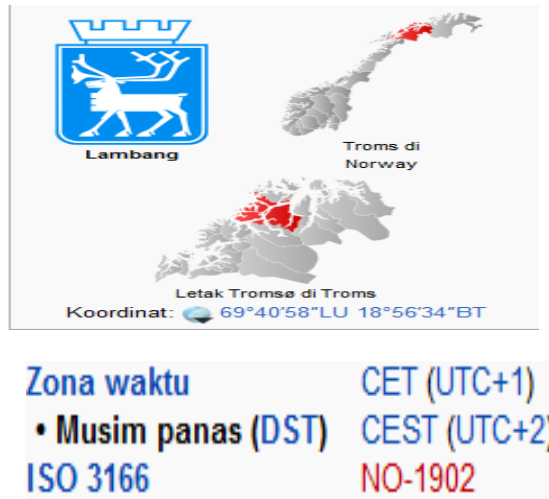 Lambang
Troms di
Norway
Letak Tromsø di Troms
Koordinat: 69°40′58″LU 18°56′34″BT
Zona waktu CET (UTC+1)
• Musim panas (DST) CEST (UTC+2)
ISO 3166 NO-1902